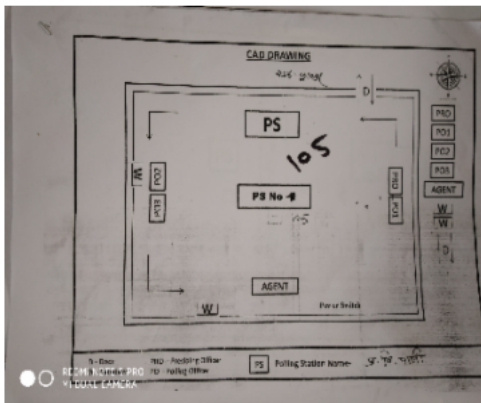 CAD DRAWING
D
PS
105
W
PO2
PO3
PS No
PRO
PO1
AGENT
W
Power Switch
PRO
PO1
PO2
PO3
AGENT
W
W
D
D - Door
PRO - Presiding Officer
PO - Polling Officer
PS
Polling Station Name-
REDMI NOTE 5 PRO
MI DUAL CAMERA